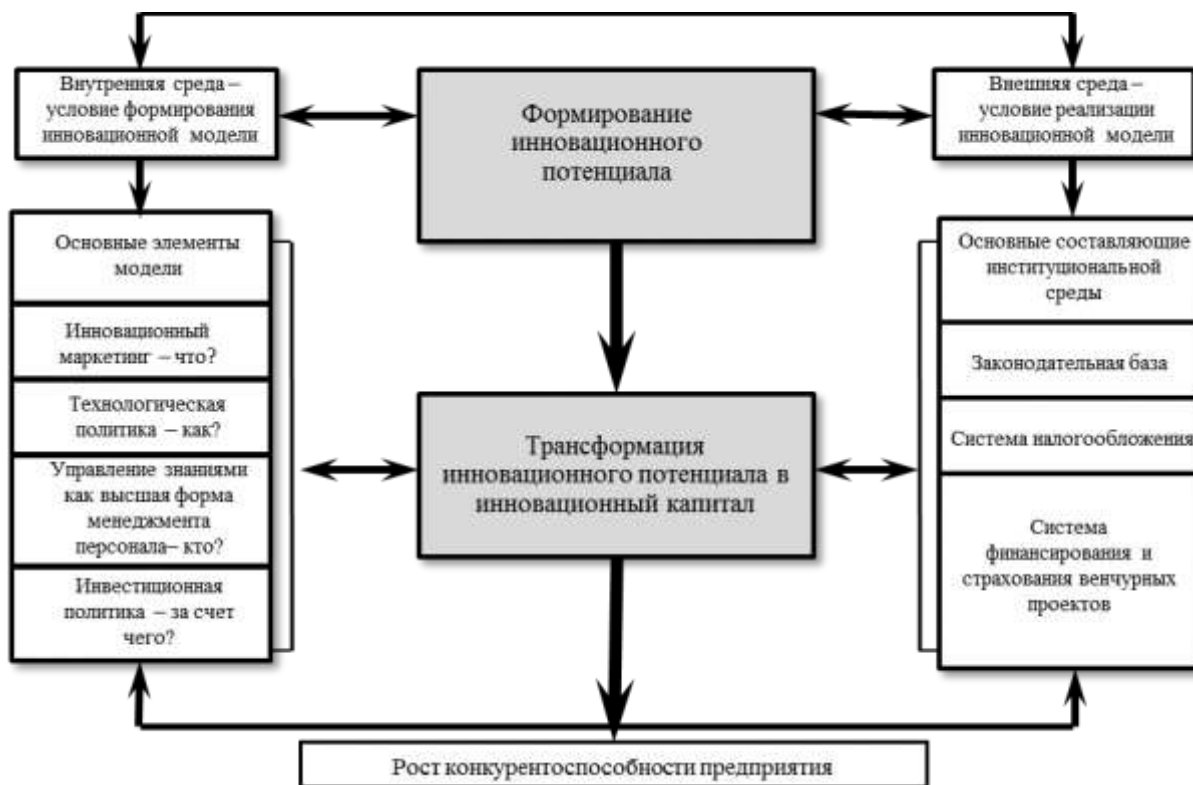 Внутренняя среда –
условие формирования
инновационной модели
Формирование
инновационного
потенциала
Внешняя среда –
условие реализации
инновационной модели
Основные элементы
модели
Инновационный
маркетинг – что?
Технологическая
политика – как?
Управление знаниями
как высшая форма
менеджмента
персонала– кто?
Инвестиционная
политика – за счет
чего?
Трансформация
инновационного потенциала в
инновационный капитал
Основные составляющие
институциональной
среды
Законодательная база
Система налогообложения
Система
финансирования и
страхования венчурных
проектов
Рост конкурентоспособности предприятия